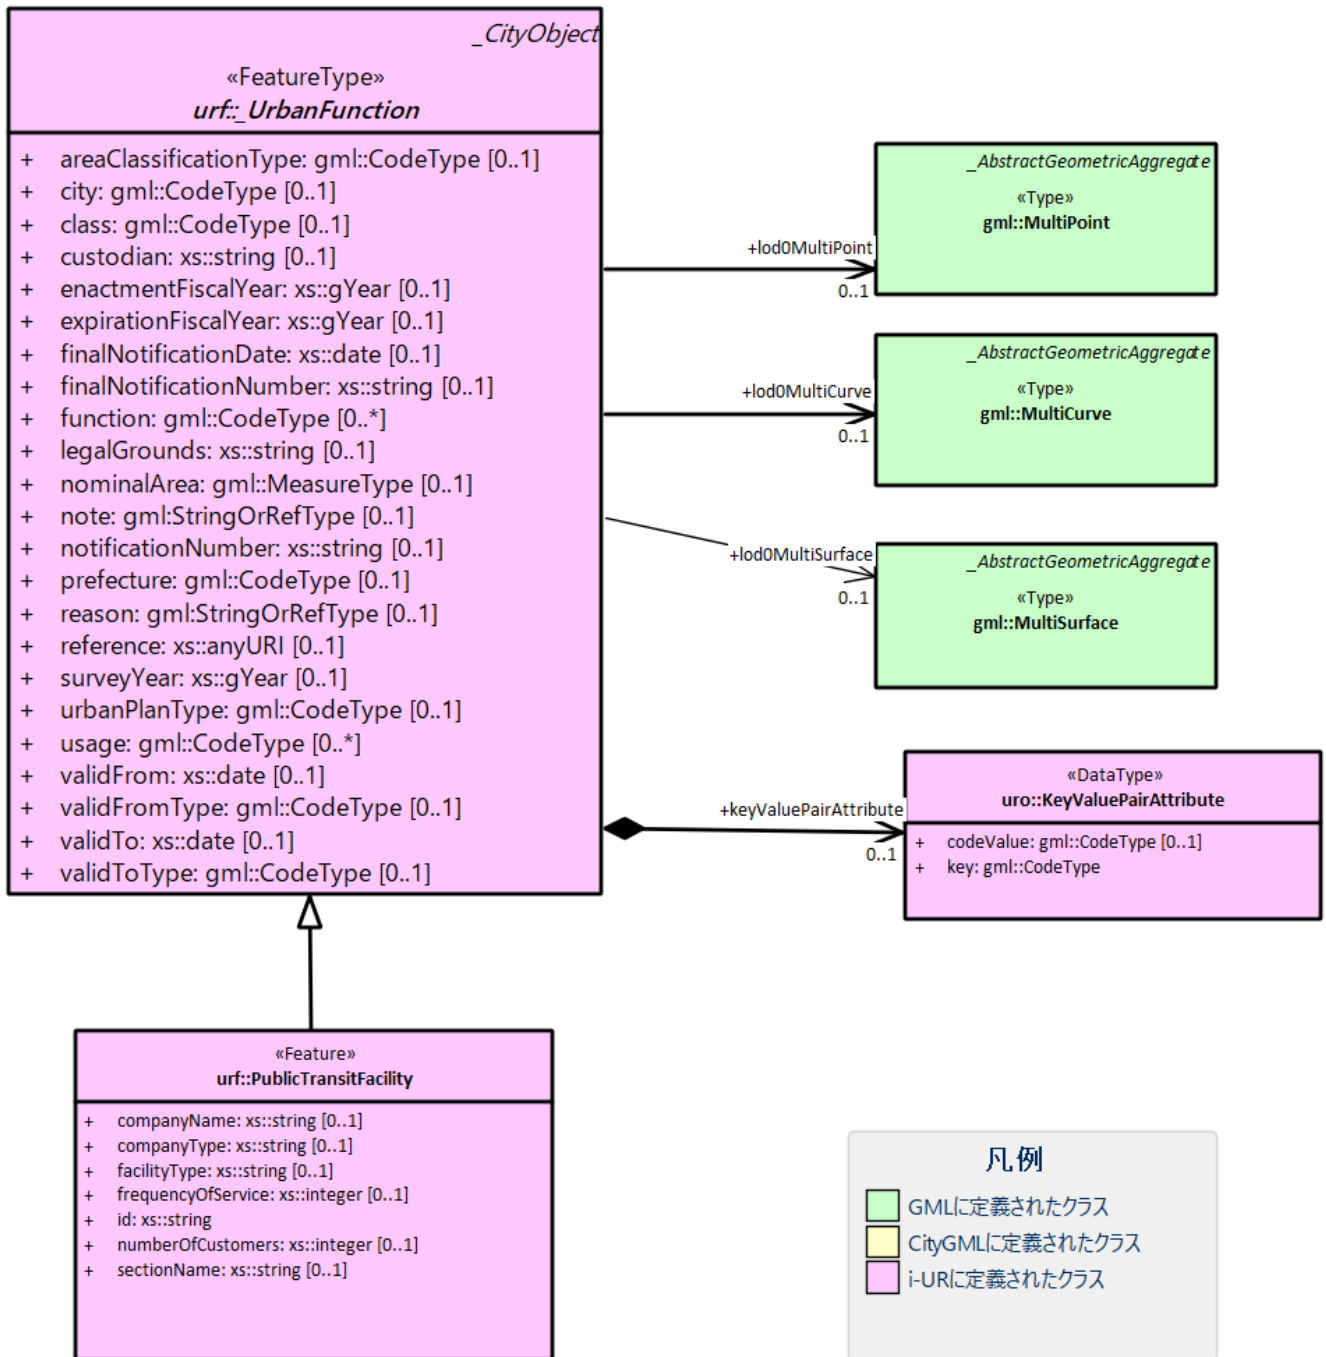 _CityObject
«FeatureType»
urf::_UrbanFunction
+ areaClassificationType: gml::CodeType [0..1]
+ city: gml::CodeType [0..1]
+ class: gml::CodeType [0..1]
+ custodian: xs::string [0..1]
+ enactmentFiscalYear: xs::gYear [0..1]
+ expirationFiscalYear: xs::gYear [0..1]
+ finalNotificationDate: xs::date [0..1]
+ finalNotificationNumber: xs::string [0..1]
+ function: gml::CodeType [0..*]
+ legalGrounds: xs::string [0..1]
+ nominalArea: gml::MeasureType [0..1]
+ note: gml:StringOrRefType [0..1]
+ notificationNumber: xs::string [0..1]
+ prefecture: gml::CodeType [0..1]
+ reason: gml:StringOrRefType [0..1]
+ reference: xs::anyURI [0..1]
+ surveyYear: xs::gYear [0..1]
+ urbanPlanType: gml::CodeType [0..1]
+ usage: gml::CodeType [0..*]
+ validFrom: xs::date [0..1]
+ validFromType: gml::CodeType [0..1]
+ validTo: xs::date [0..1]
+ validToType: gml::CodeType [0..1]
+lod0MultiPoint
0..1
_AbstractGeometricAggregate
«Type»
gml::MultiPoint
+lod0MultiCurve
0..1
_AbstractGeometricAggregate
«Type»
gml::MultiCurve
+lod0MultiSurface
0..1
_AbstractGeometricAggregate
«Type»
gml::MultiSurface
+keyValuePairAttribute
0..1
«DataType»
uro::KeyValuePairAttribute
+ codeValue: gml::CodeType [0..1]
+ key: gml::CodeType
«Feature»
urf::PublicTransitFacility
+ companyName: xs::string [0..1]
+ companyType: xs::string [0..1]
+ facilityType: xs::string [0..1]
+ frequencyOfService: xs::integer [0..1]
+ id: xs::string
+ numberOfCustomers: xs::integer [0..1]
+ sectionName: xs::string [0..1]
凡例
GMLに定義されたクラス
CityGMLに定義されたクラス
i-URに定義されたクラス